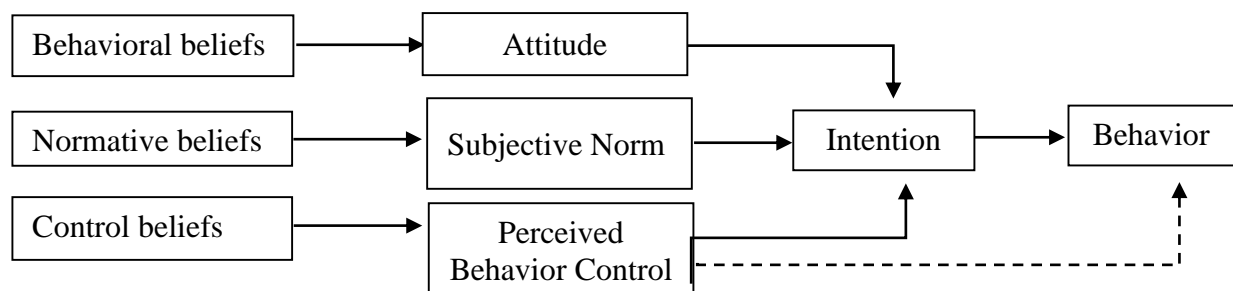 Behavioral beliefs
Attitude
Normative beliefs
Subjective Norm
Intention
Behavior
Control beliefs
Perceived
Behavior Control